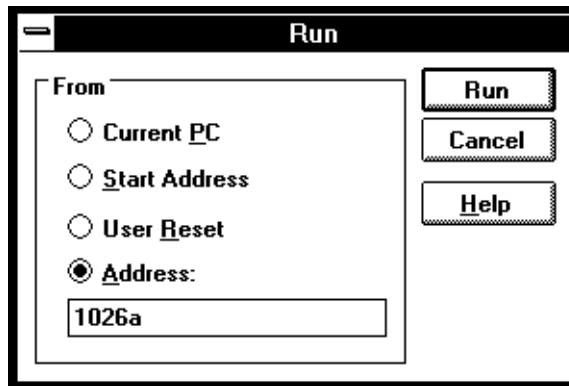 Run
From
Current PC
Start Address
User Reset
Address:
1026a
Run
Cancel
Help